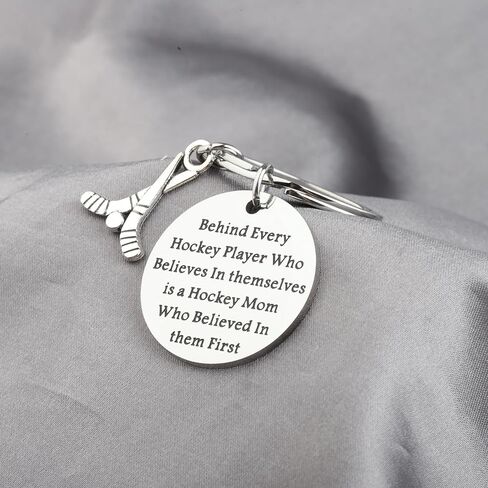 Behind Every
Hockey Player Who
Believes In themselves
is a Hockey Mom
Who Believed In
them First